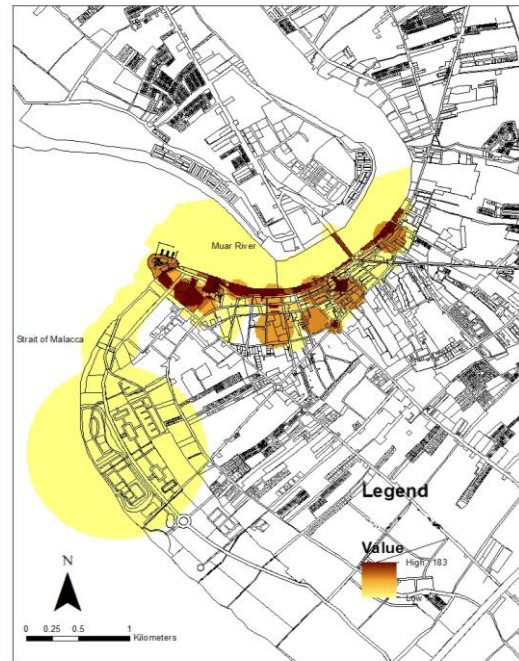 Muar River
Strait of Malacca
Legend
Value
High : 183
Low
N
0 0.25 0.5 1
Kilometers